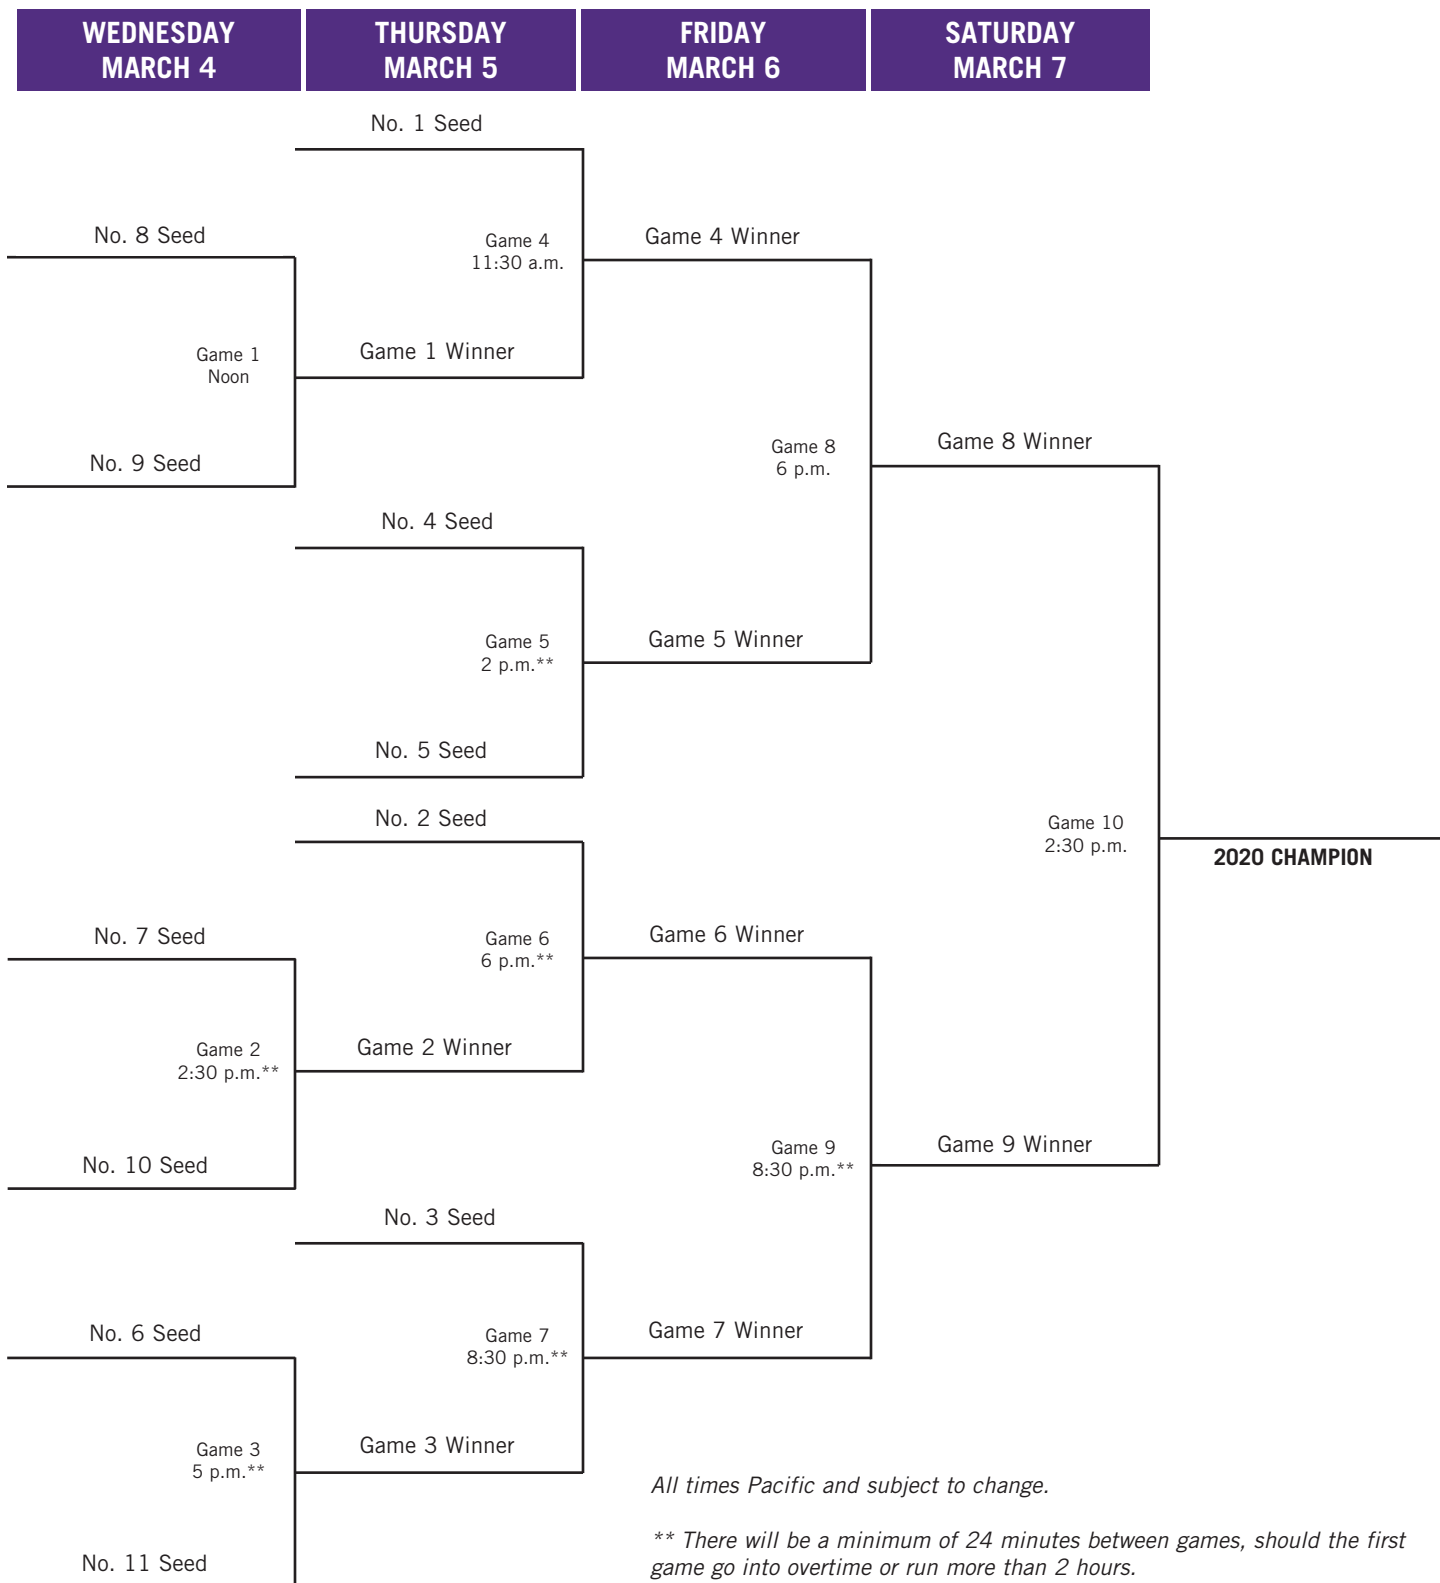 WEDNESDAY
MARCH 4
THURSDAY
MARCH 5
FRIDAY
MARCH 6
SATURDAY
MARCH 7
No. 1 Seed
No. 8 Seed
Game 4
11:30 a.m.
Game 4 Winner
Game 1
Noon
Game 1 Winner
No. 9 Seed
Game 8
6 p.m.
Game 8 Winner
No. 4 Seed
Game 5
2 p.m.**
Game 5 Winner
No. 5 Seed
No. 2 Seed
Game 10
2:30 p.m.
2020 CHAMPION
No. 7 Seed
Game 6
6 p.m.**
Game 6 Winner
Game 2
2:30 p.m.**
Game 2 Winner
No. 10 Seed
Game 9
8:30 p.m.**
Game 9 Winner
No. 3 Seed
No. 6 Seed
Game 7
8:30 p.m.**
Game 7 Winner
Game 3
5 p.m.**
Game 3 Winner
No. 11 Seed
All times Pacific and subject to change.
** There will be a minimum of 24 minutes between games, should the first
game go into overtime or run more than 2 hours.